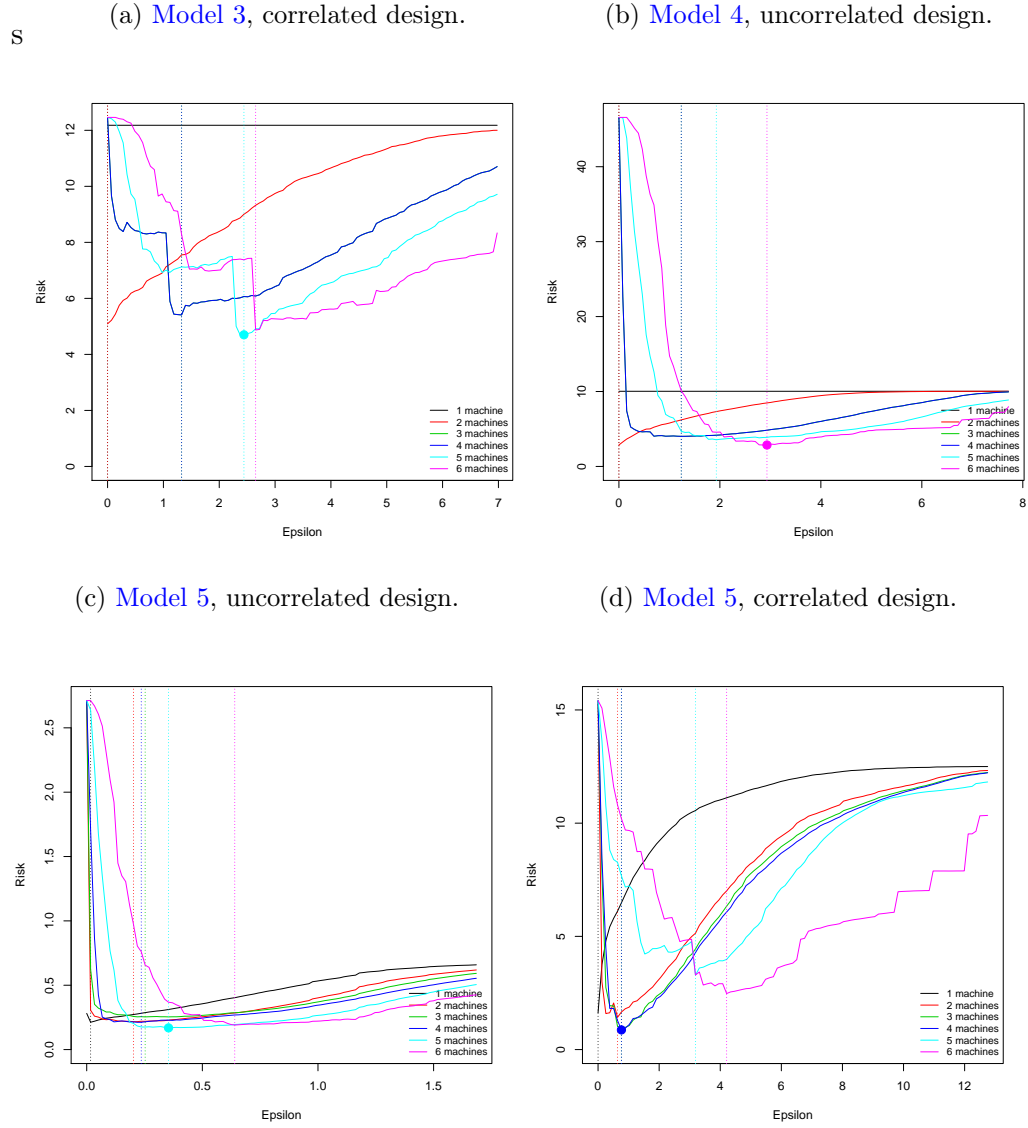 (a) Model 3, correlated design.
(b) Model 4, uncorrelated design.
s
Risk
0
2
4
6
8
10
12
0
1
2
3
4
5
6
7
Epsilon
1 machine
2 machines
3 machines
4 machines
5 machines
6 machines
Risk
0
10
20
30
40
0
2
4
6
8
Epsilon
1 machine
2 machines
3 machines
4 machines
5 machines
6 machines
(c) Model 5, uncorrelated design.
(d) Model 5, correlated design.
Risk
0.0
0.5
1.0
1.5
2.0
2.5
0.0
0.5
1.0
1.5
Epsilon
1 machine
2 machines
3 machines
4 machines
5 machines
6 machines
Risk
0
5
10
15
0
2
4
6
8
10
12
Epsilon
1 machine
2 machines
3 machines
4 machines
5 machines
6 machines